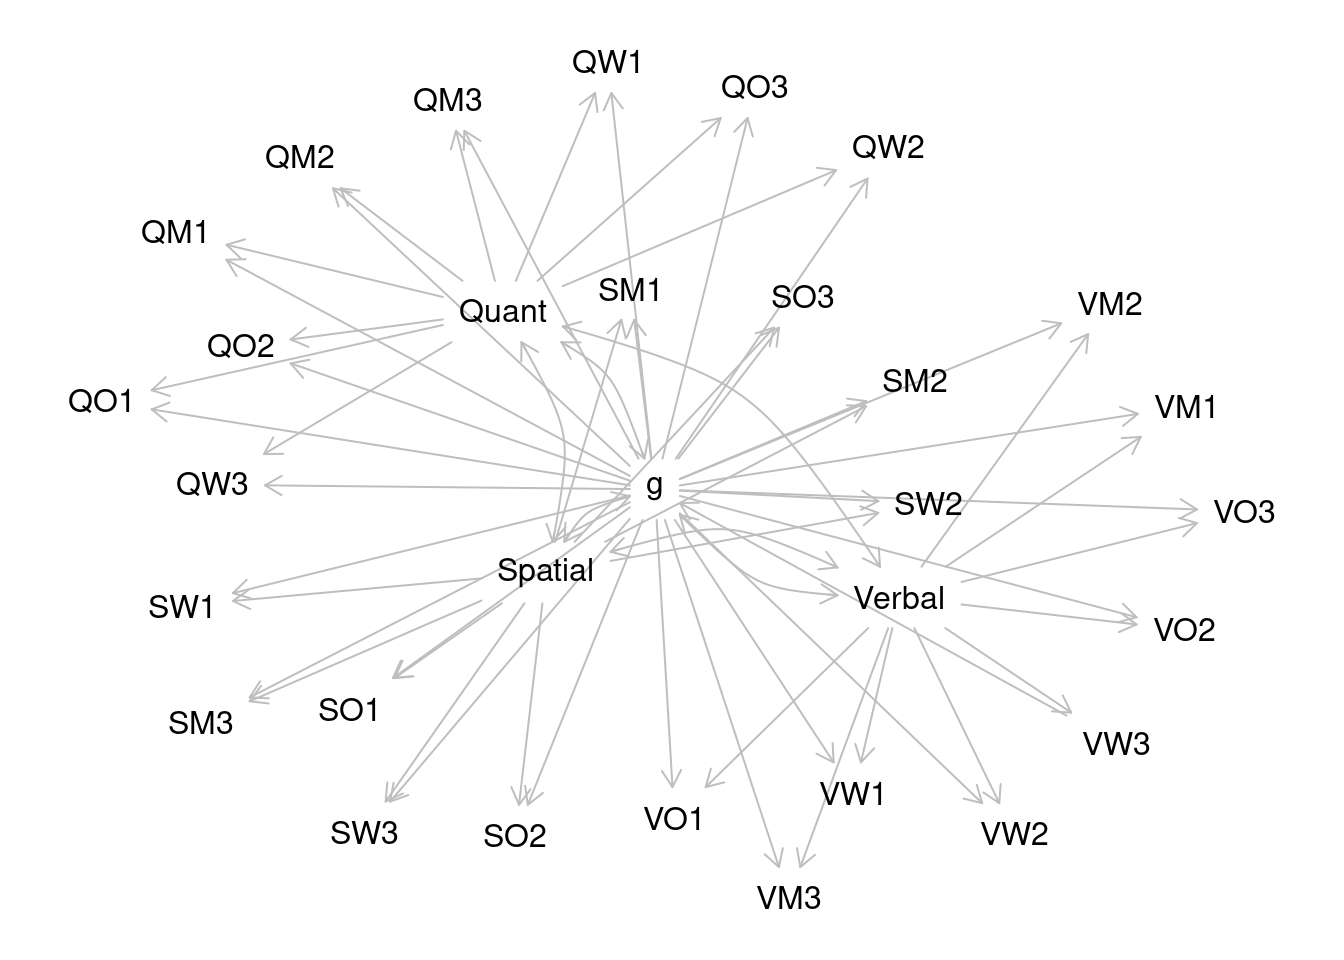 QW1
QO3
QM3
QW2
QM2
QM1
SM1
SO3
VM2
Quant
QO2
SM2
QO1
VM1
QW3
g
SW2
VO3
Spatial
Verbal
SW1
VO2
SO1
SM3
VW3
VW1
VO1
SW3
SO2
VW2
VM3